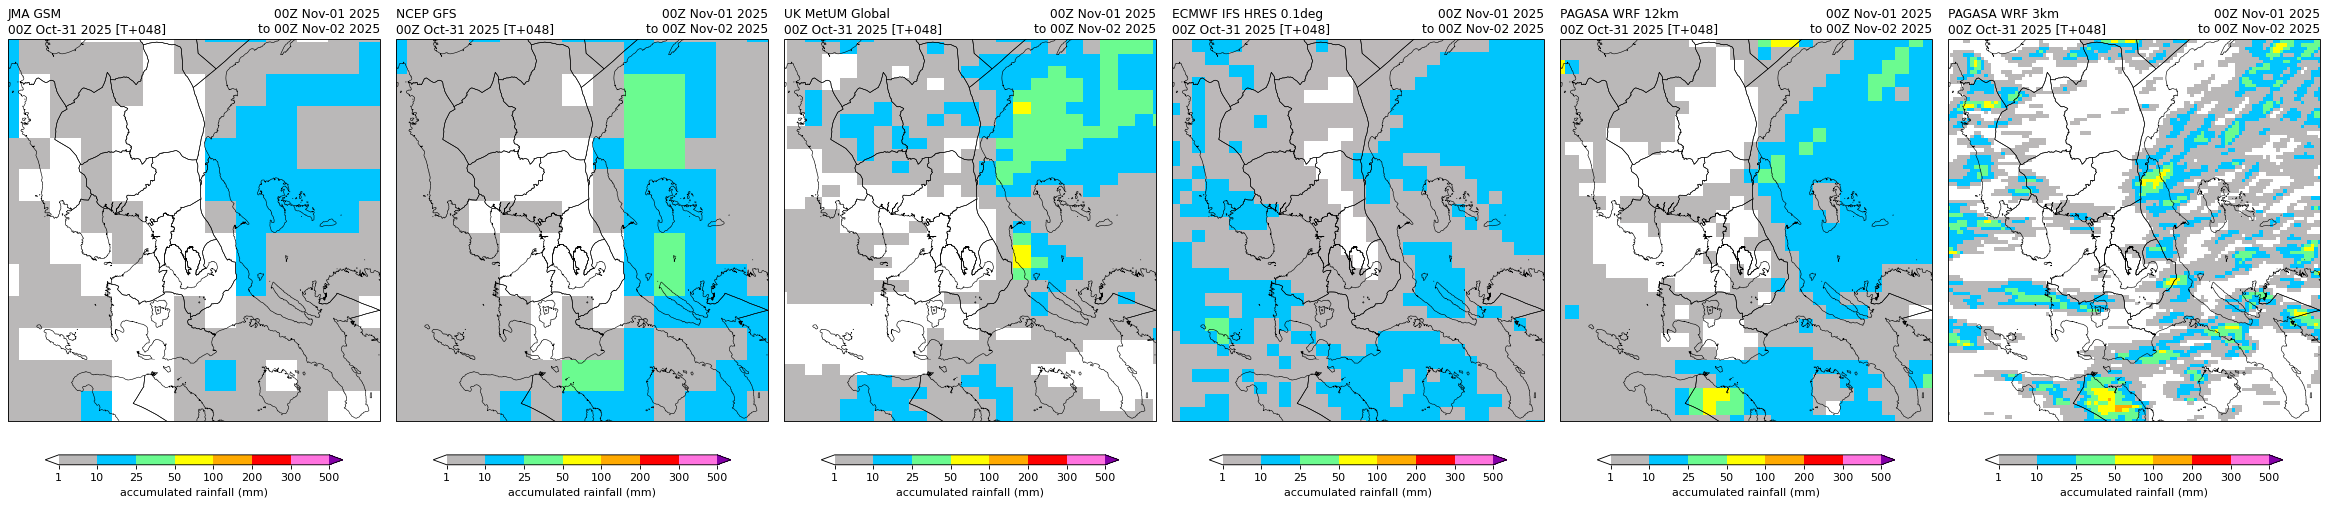 JMA GSM 00Z Nov-01 2025
00Z Oct-31 2025 [T+048] to 00Z Nov-02 2025
1 10 25 50 100 200 300 500
accumulated rainfall (mm)
NCEP GFS 00Z Nov-01 2025
00Z Oct-31 2025 [T+048] to 00Z Nov-02 2025
1 10 25 50 100 200 300 500
accumulated rainfall (mm)
UK MetUM Global 00Z Nov-01 2025
00Z Oct-31 2025 [T+048] to 00Z Nov-02 2025
1 10 25 50 100 200 300 500
accumulated rainfall (mm)
ECMWF IFS HRES 0.1deg 00Z Nov-01 2025
00Z Oct-31 2025 [T+048] to 00Z Nov-02 2025
1 10 25 50 100 200 300 500
accumulated rainfall (mm)
PAGASA WRF 12km 00Z Nov-01 2025
00Z Oct-31 2025 [T+048] to 00Z Nov-02 2025
1 10 25 50 100 200 300 500
accumulated rainfall (mm)
PAGASA WRF 3km 00Z Nov-01 2025
00Z Oct-31 2025 [T+048] to 00Z Nov-02 2025
1 10 25 50 100 200 300 500
accumulated rainfall (mm)